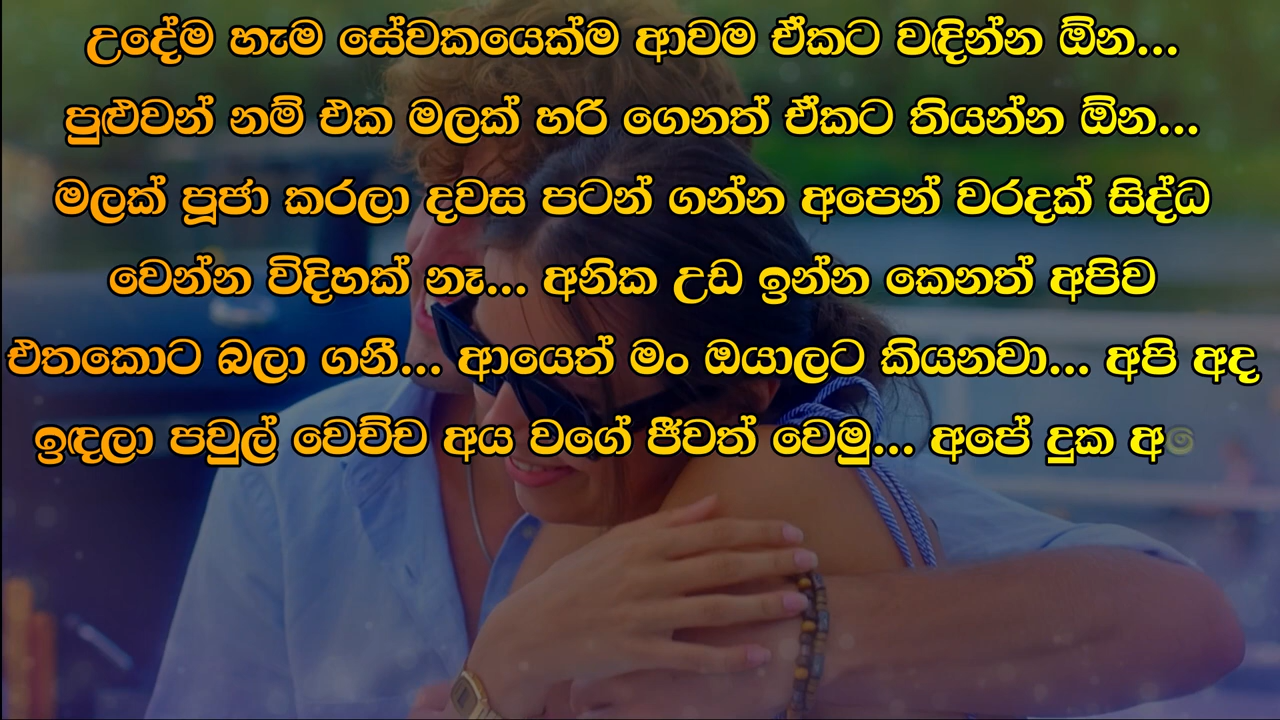 උදේම හැම සේවකයෙක්ම ආවම ඒකට වඳින්න ඕන...
පුළුවන් නම් එක මලක් හරි ගෙනත් ඒකට තියන්න ඕන...
මලක් පූජා කරලා දවස පටන් ගන්න අපෙන් වරදක් සිද්ධ
වෙන්න විදිහක් නෑ... අනික උඩ ඉන්න කෙනත් අපිව
එතකොට බලා ගනී... ආයෙත් මං ඔයාලට කියනවා... අපි අද
ඉඳලා පවුල් වෙච්ච අය වගේ ජීවත් වෙමු... අපේ දුක අපේ